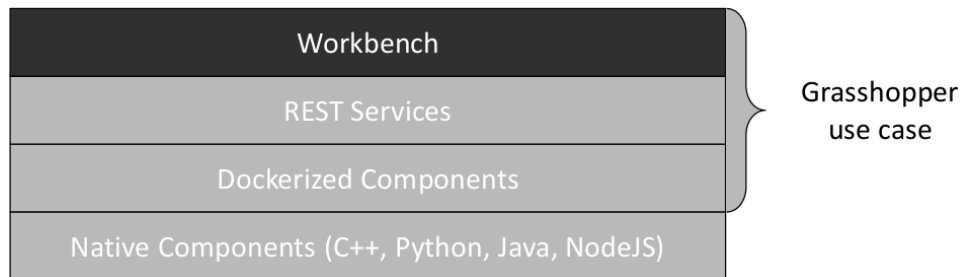 Workbench
REST Services
Dockerized Components
Native Components (C++, Python, Java, NodeJS)
Grasshopper
use case